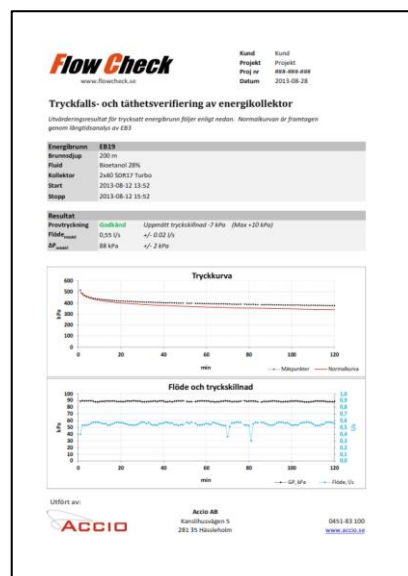 Flow Check
www.flowcheck.se
Kund Kund
Projekt Projekt
Proj nr ###-###-###
Datum 2013-08-28
Tryckfalls- och täthetsverifiering av energikollektor
Utvärderingsresultat för trycksatt energibrunn följer enligt nedan. Normalkurvan är framtagen
genom långtidsanalys av EB3
Energibrunn EB19
Brunnsdjup 200 m
Fluid Bioetanol 28%
Kollektor 2x40 SDR17 Turbo
Start 2013-08-12 13:52
Stopp 2013-08-12 15:52
Resultat
Provtryckning Godkänd Uppmätt tryckskillnad -7 kPa (Max +10 kPa)
0,55 l/s +/- 0.02 l/s
88 kPa +/- 2 kPa
Tryckkurva
kPa
600
500
400
300
200
100
0
0 20 40 60 80 100 120
min
Mätpunkter Normalkurva
Flöde och tryckskillnad
kPa
100
90
80
70
60
50
40
30
20
10
0
1,0
0,9
0,8
0,7
0,6
0,5
0,4
0,3
0,2
0,1
0,0
l/s
0 20 40 60 80 100 120
min
GP, kPa Flöde, l/s
Utfört av:
ACCIO
Accio AB
Kanslihusvägen 5
281 35 Hässleholm
0451-83 100
www.accio.se